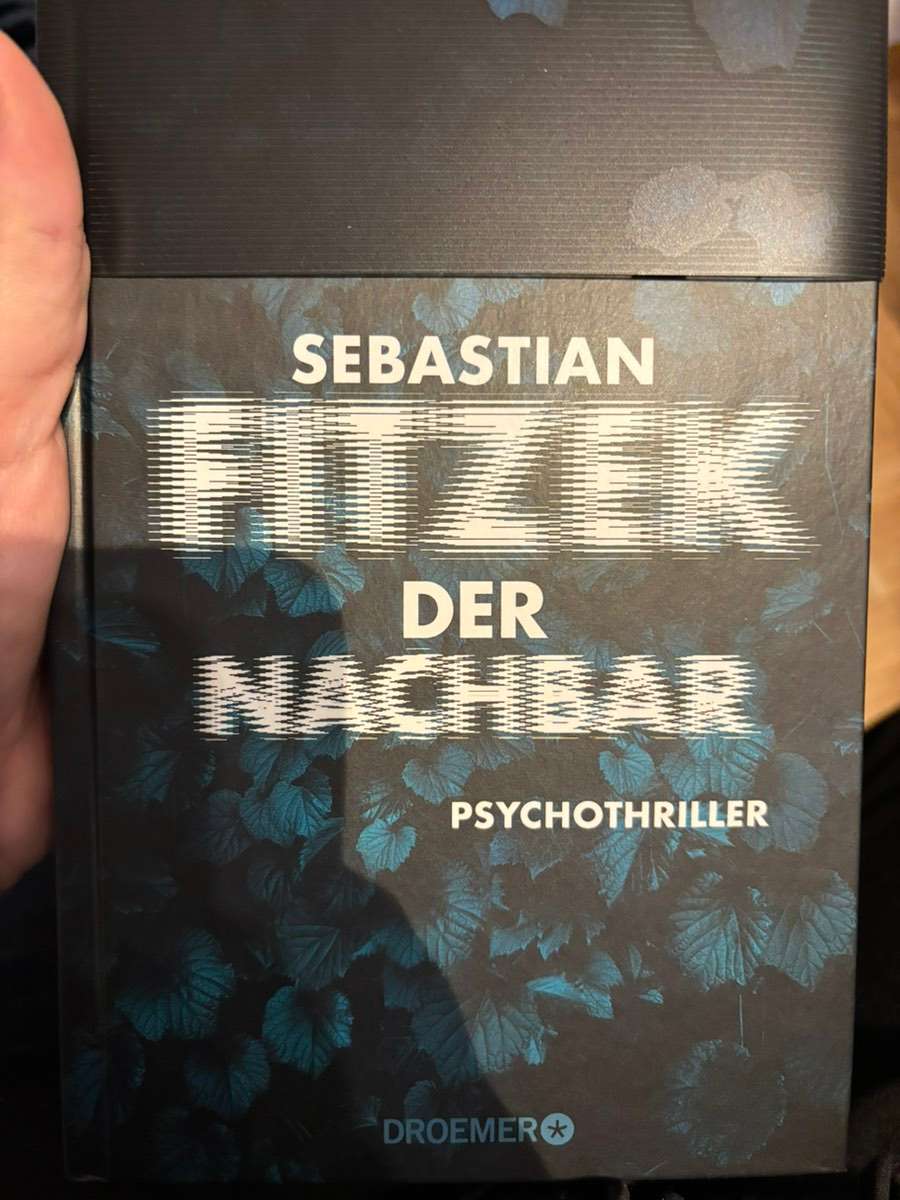 SEBASTIAN
FITZEK
DER
NACHBAR
PSYCHOTHRILLER
DROEMER